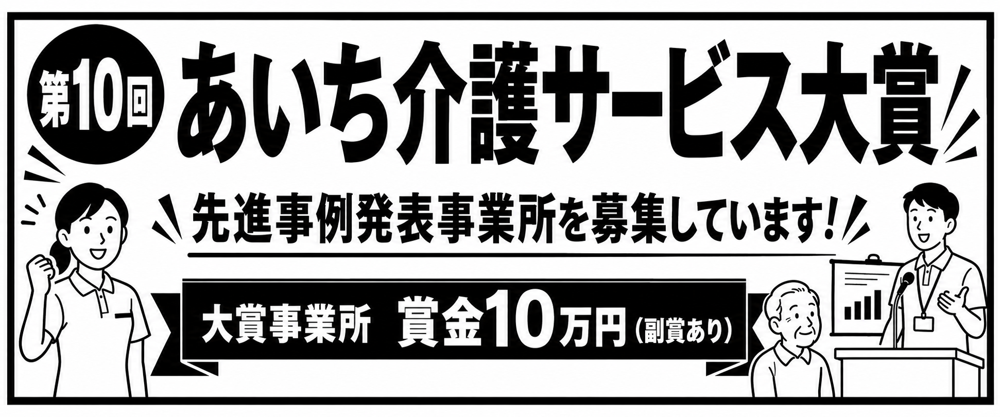 第10回
あいち介護サービス大賞
先進事例発表事業所を募集しています!
大賞事業所 賞金10万円(副賞あり)